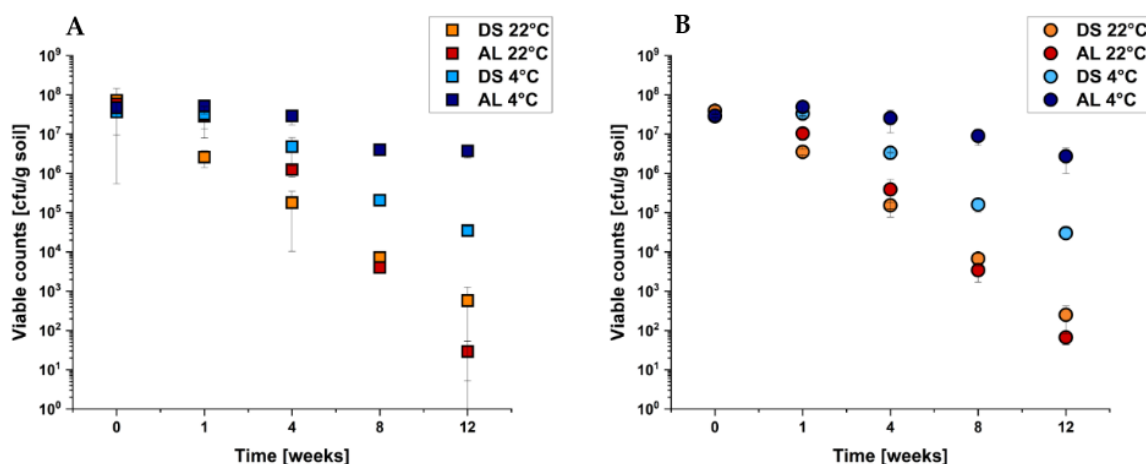 A
DS 22°C
AL 22°C
DS 4°C
AL 4°C
Viable counts [cfu/g soil]
10⁹
10⁸
10⁷
10⁶
10⁵
10⁴
10³
10²
10¹
10⁰
0 1 4 8 12
Time [weeks]
B
DS 22°C
AL 22°C
DS 4°C
AL 4°C
Viable counts [cfu/g soil]
10⁹
10⁸
10⁷
10⁶
10⁵
10⁴
10³
10²
10¹
10⁰
0 1 4 8 12
Time [weeks]